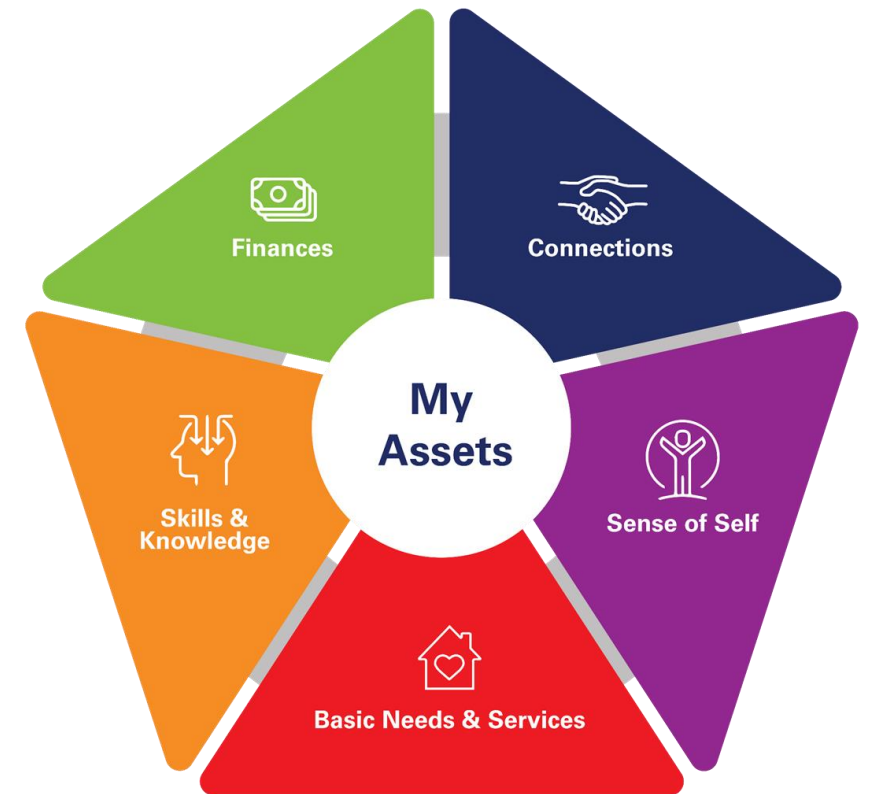 Finances
Connections
My
Assets
Skills &
Knowledge
Sense of Self
Basic Needs & Services